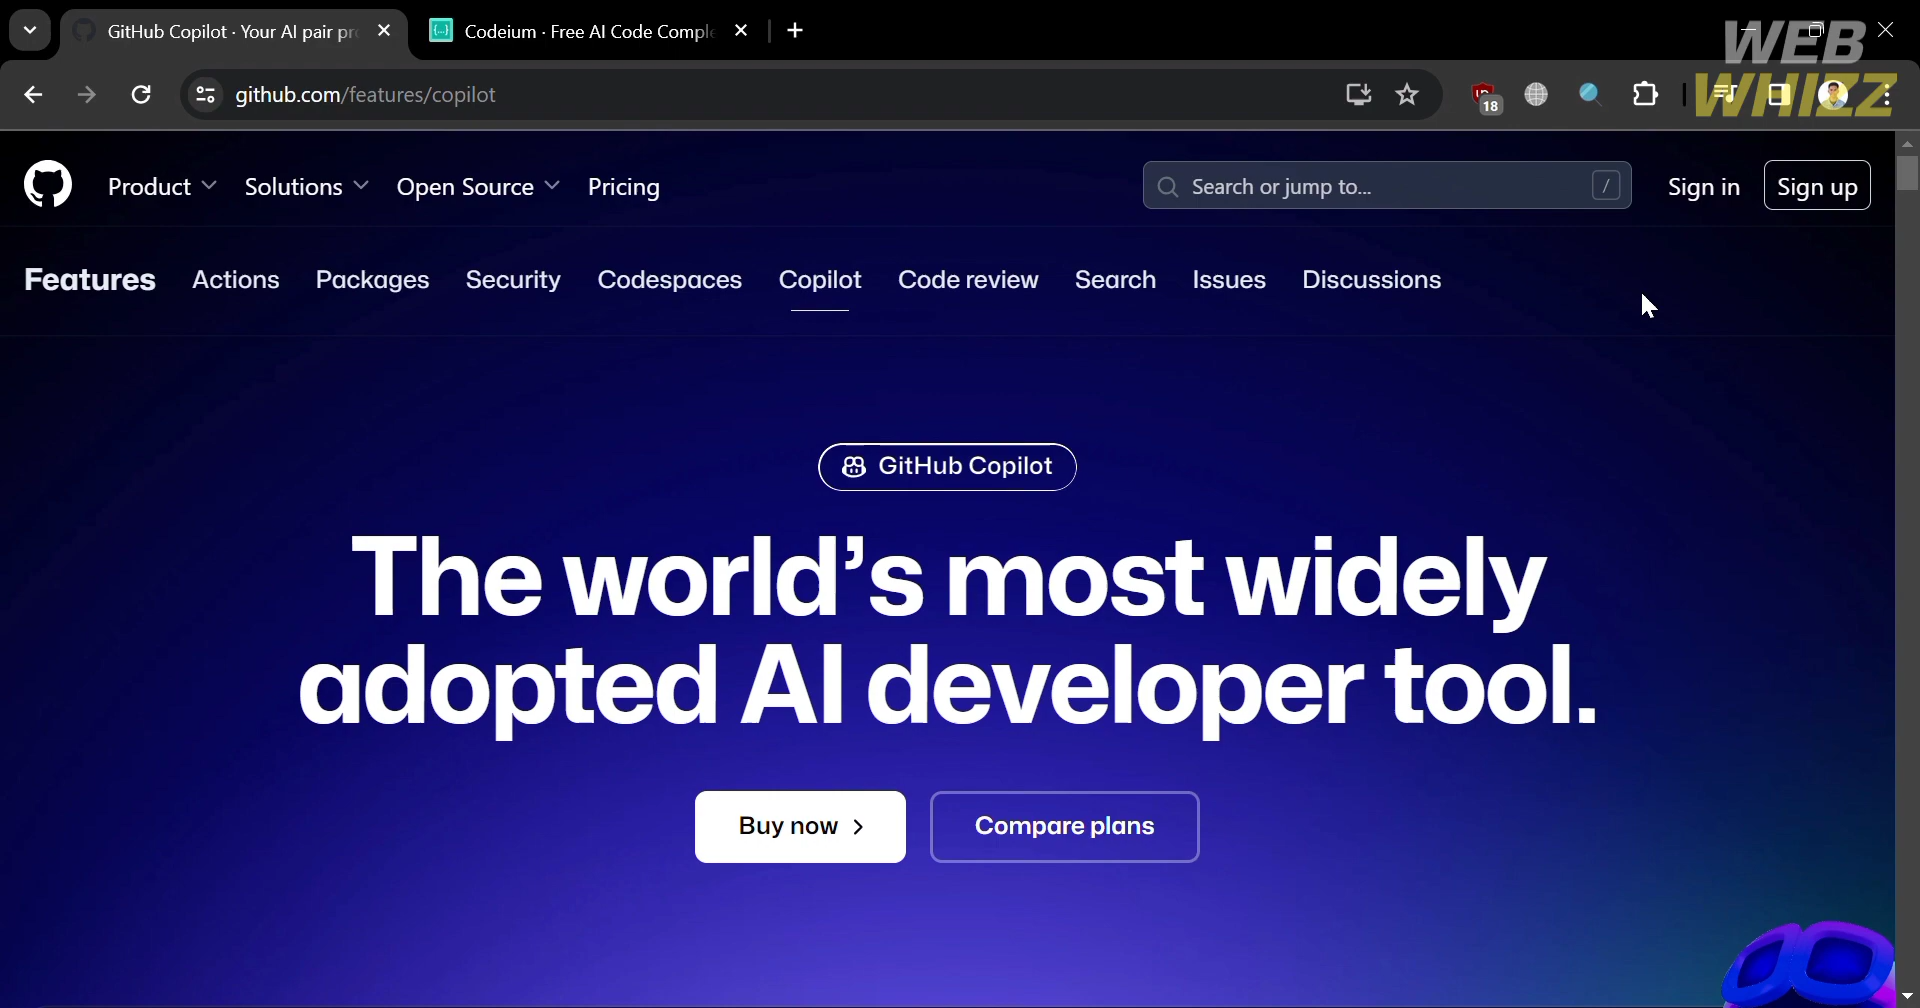 GitHub Copilot · Your AI pair pr
Codeium · Free AI Code Comple
WEB
WHIZZ
github.com/features/copilot
18
Product
Solutions
Open Source
Pricing
Search or jump to...
/
Sign in
Sign up
Features
Actions
Packages
Security
Codespaces
Copilot
Code review
Search
Issues
Discussions
GitHub Copilot
The world’s most widely
adopted AI developer tool.
Buy now
Compare plans